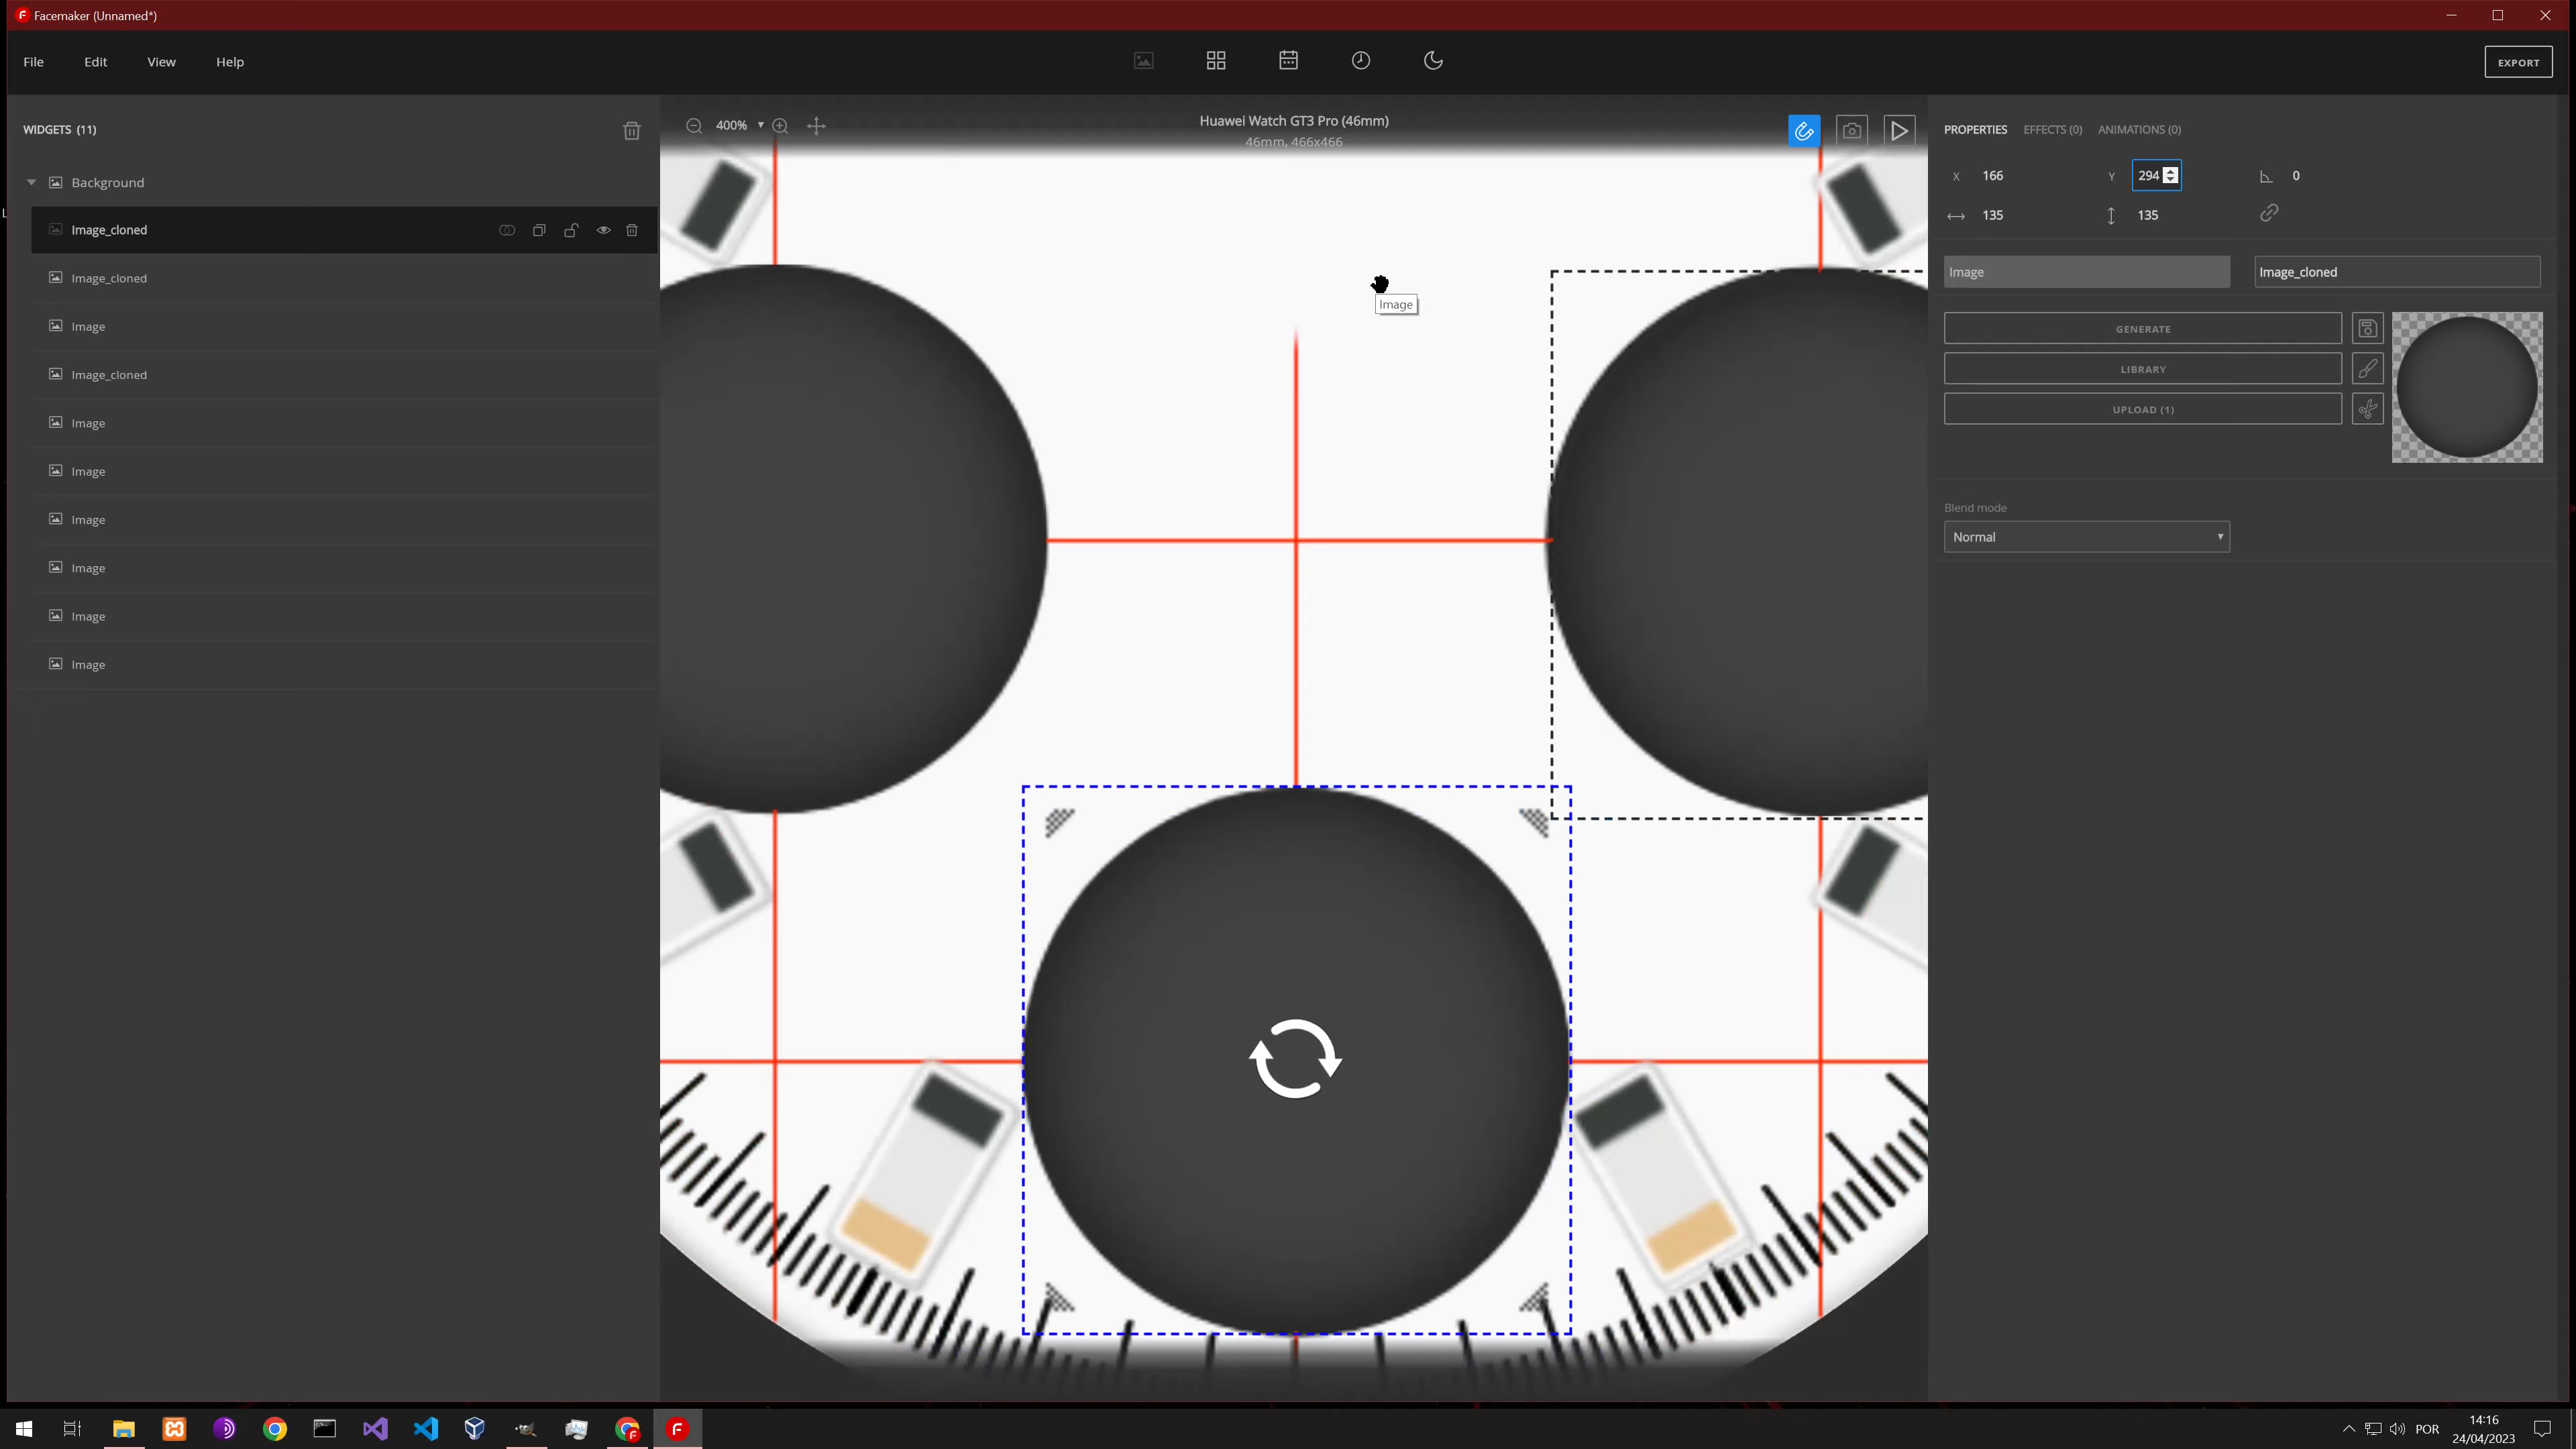 Facemaker (Unnamed*)
File Edit View Help
EXPORT
WIDGETS (11)
Background
Image_cloned
Image_cloned
Image
Image_cloned
Image
Image
Image
Image
Image
Image
400%
Huawei Watch GT3 Pro (46mm)
46mm, 466x466
Image
PROPERTIES EFFECTS (0) ANIMATIONS (0)
X 166 Y 294 0
135 135
Image Image_cloned
GENERATE
LIBRARY
UPLOAD (1)
Blend mode
Normal
POR
14:16
24/04/2023